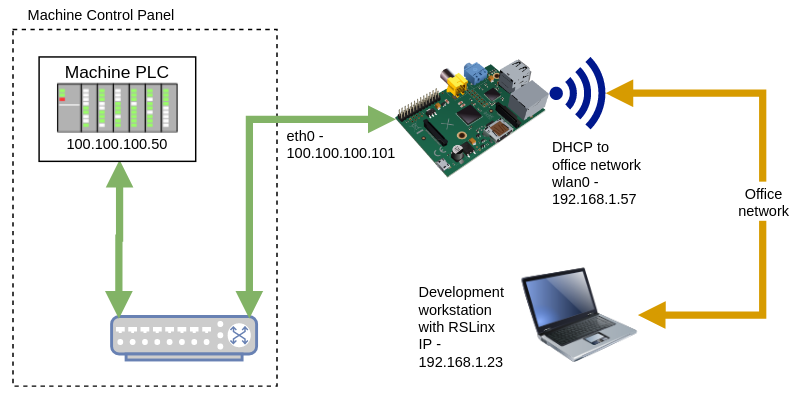 Machine Control Panel
Machine PLC
100.100.100.50
eth0 -
100.100.100.101
DHCP to
office network
wlan0 -
192.168.1.57
Office
network
Development
workstation
with RSLinx
IP -
192.168.1.23